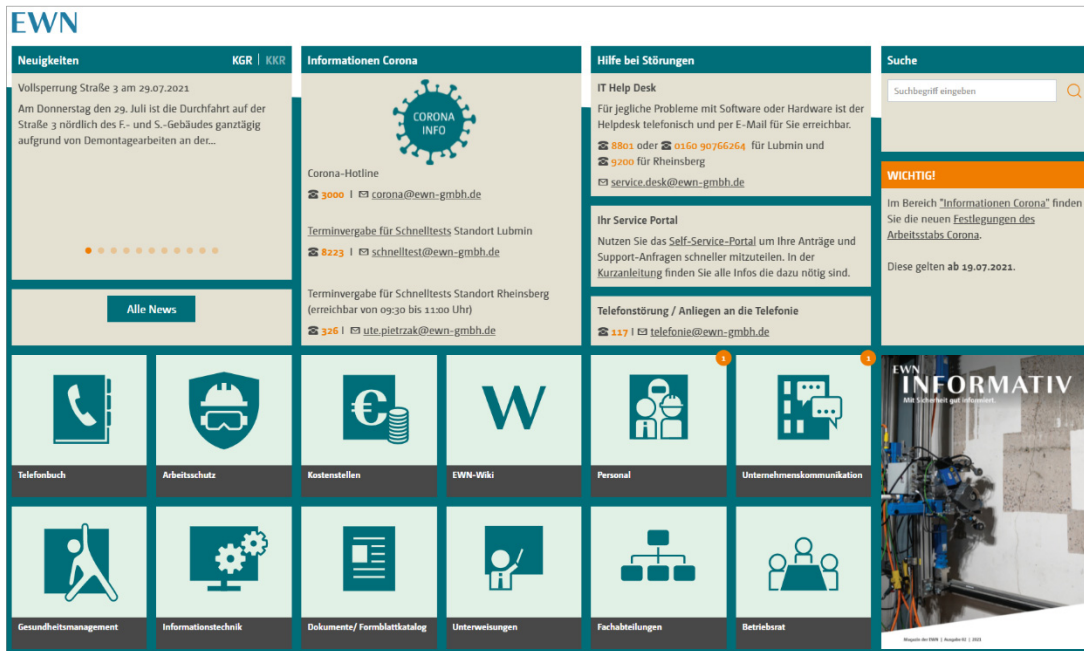 EWN
Neuigkeiten
KGR | KKR
Vollsperrung Straße 3 am 29.07.2021
Am Donnerstag den 29. Juli ist die Durchfahrt auf der
Straße 3 nördlich des F.- und S.-Gebäudes ganztägig
aufgrund von Demontagearbeiten an der...
Alle News
Informationen Corona
CORONA
INFO
Corona-Hotline
3000 | corona@ewn-gmbh.de
Terminvergabe für Schnelltests Standort Lubmin
8223 | schnelltest@ewn-gmbh.de
Terminvergabe für Schnelltests Standort Rheinsberg
(erreichbar von 09:30 bis 11:00 Uhr)
326 | ute.pietrzak@ewn-gmbh.de
Hilfe bei Störungen
IT Help Desk
Für jegliche Probleme mit Software oder Hardware ist der
Helpdesk telefonisch und per E-Mail für Sie erreichbar.
8801 oder 0160 90766264 für Lubmin und
9200 für Rheinsberg
service.desk@ewn-gmbh.de
Ihr Service Portal
Nutzen Sie das Self-Service-Portal um Ihre Anträge und
Support-Anfragen schneller mitzuteilen. In der
Kurzanleitung finden Sie alle Infos die dazu nötig sind.
Telefonstörung / Anliegen an die Telefonie
117 | telefonie@ewn-gmbh.de
Suche
Suchbegriff eingeben
WICHTIG!
Im Bereich "Informationen Corona" finden
Sie die neuen Festlegungen des
Arbeitsstabs Corona.
Diese gelten ab 19.07.2021.
Telefonbuch
Arbeitsschutz
€
Kostenstellen
W
EWN-Wiki
1
Personal
1
Unternehmenskommunikation
EWN
INFORMATIV
Mit Sicherheit gut informiert.
Gesundheitsmanagement
Informationstechnik
Dokumente/ Formblattkatalog
Unterweisungen
Fachabteilungen
Betriebsrat
Magazin der EWN | Ausgabe 02 | 2021